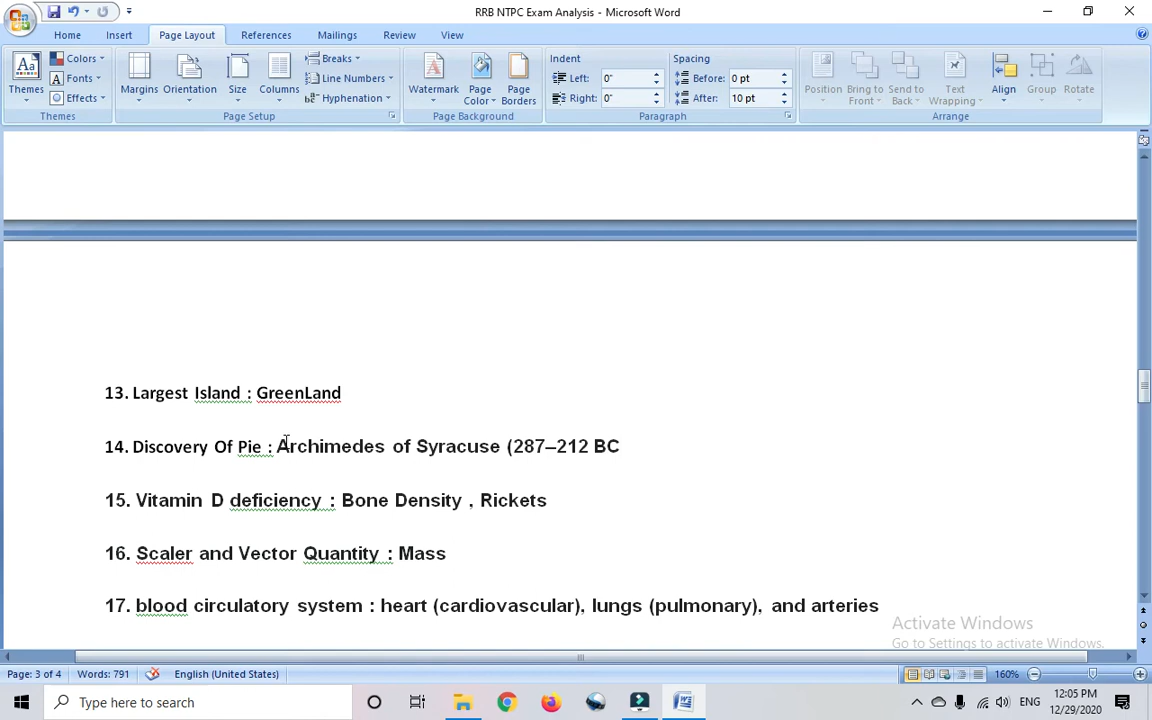 RRB NTPC Exam Analysis - Microsoft Word
Home Insert Page Layout References Mailings Review View
Themes Colors Fonts Effects Themes
Margins Orientation Size Columns Breaks Line Numbers Hyphenation Page Setup
Watermark Page Color Page Borders Page Background
Indent Left: 0" Right: 0" Spacing Before: 0 pt After: 10 pt Paragraph
Position Bring to Front Send to Back Text Wrapping Align Group Rotate Arrange
13. Largest Island : GreenLand
14. Discovery Of Pie : Archimedes of Syracuse (287–212 BC
15. Vitamin D deficiency : Bone Density , Rickets
16. Scaler and Vector Quantity : Mass
17. blood circulatory system : heart (cardiovascular), lungs (pulmonary), and arteries
Activate Windows
Go to Settings to activate Windows.
Page: 3 of 4 Words: 791 English (United States) 160%
Type here to search
ENG 12:05 PM
12/29/2020